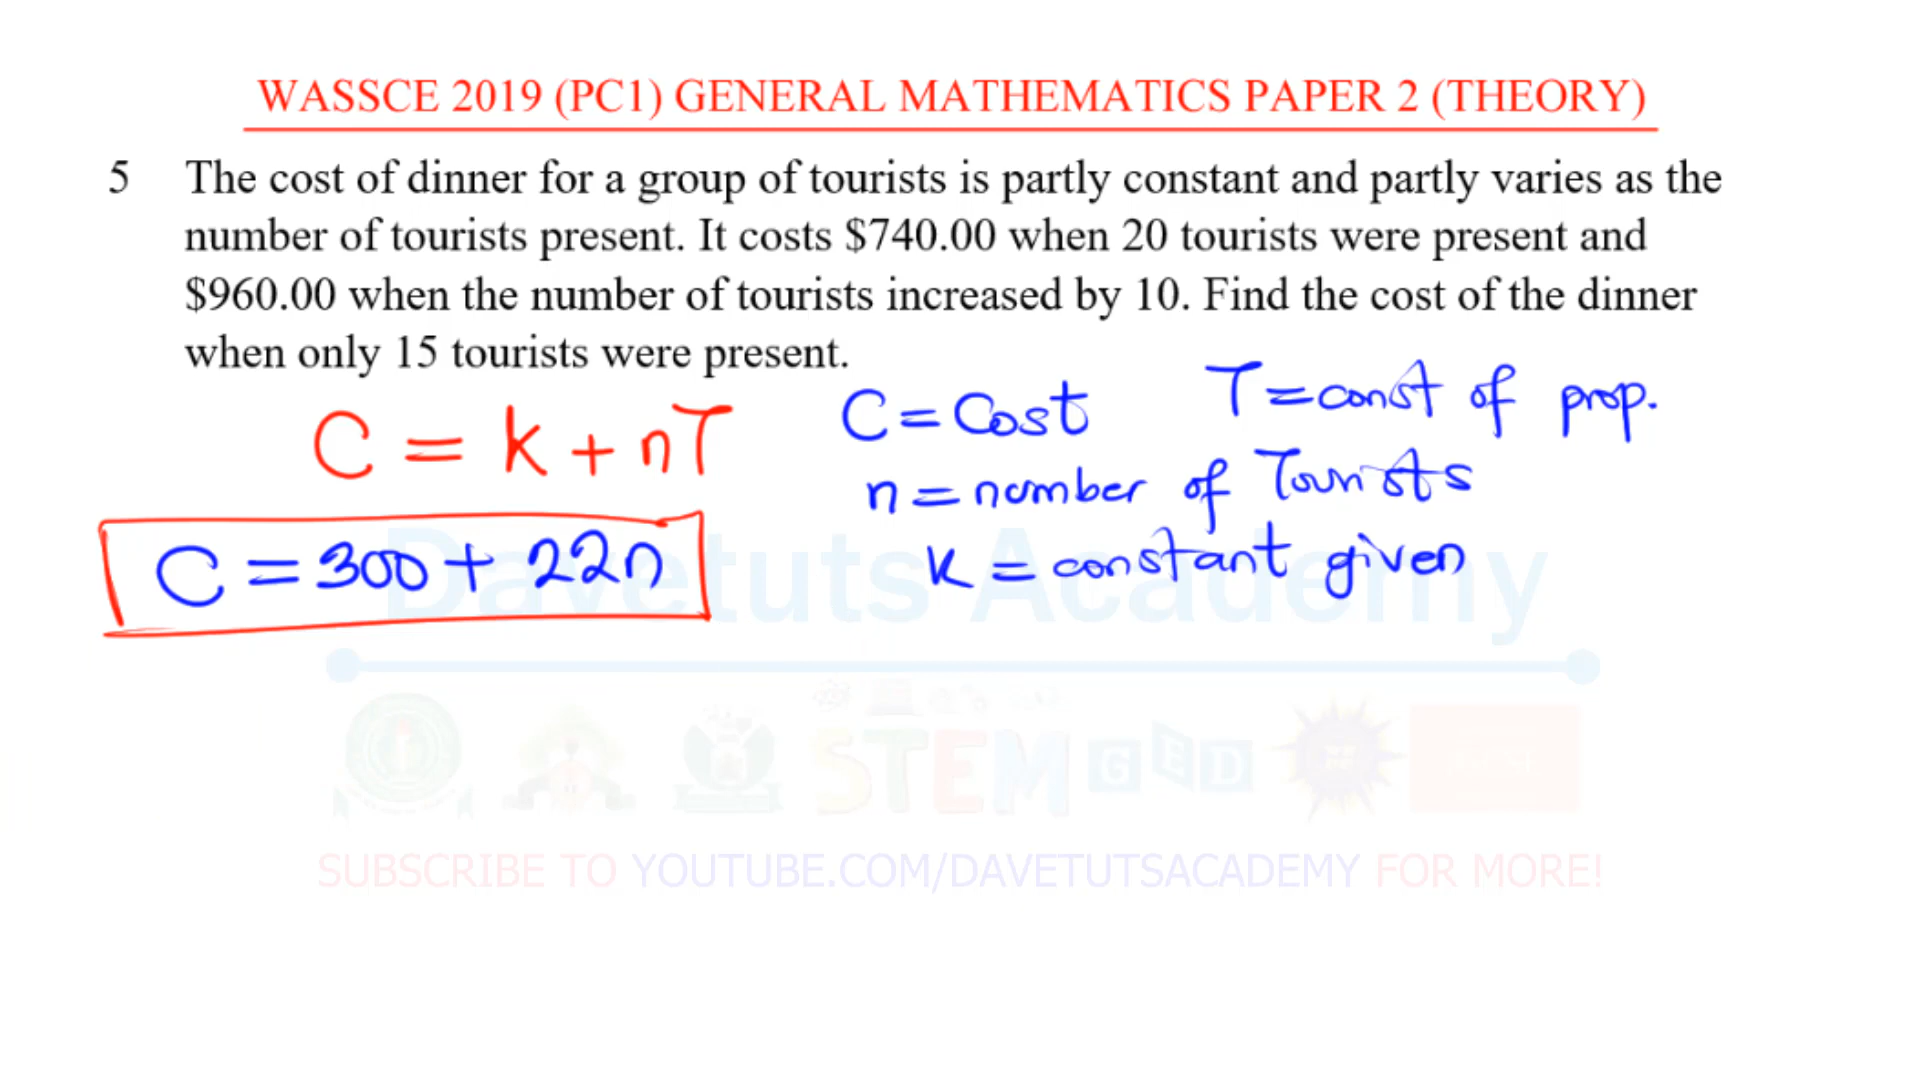 WASSCE 2019 (PC1) GENERAL MATHEMATICS PAPER 2 (THEORY)
5 The cost of dinner for a group of tourists is partly constant and partly varies as the
number of tourists present. It costs $740.00 when 20 tourists were present and
$960.00 when the number of tourists increased by 10. Find the cost of the dinner
when only 15 tourists were present.
C = k + nT
C = Cost
T = const of prop.
n = number of Tourists
k = constant given
C = 300 + 22n
Davetuts Academy
STEM GED
SUBSCRIBE TO YOUTUBE.COM/DAVETUTSACADEMY FOR MORE!